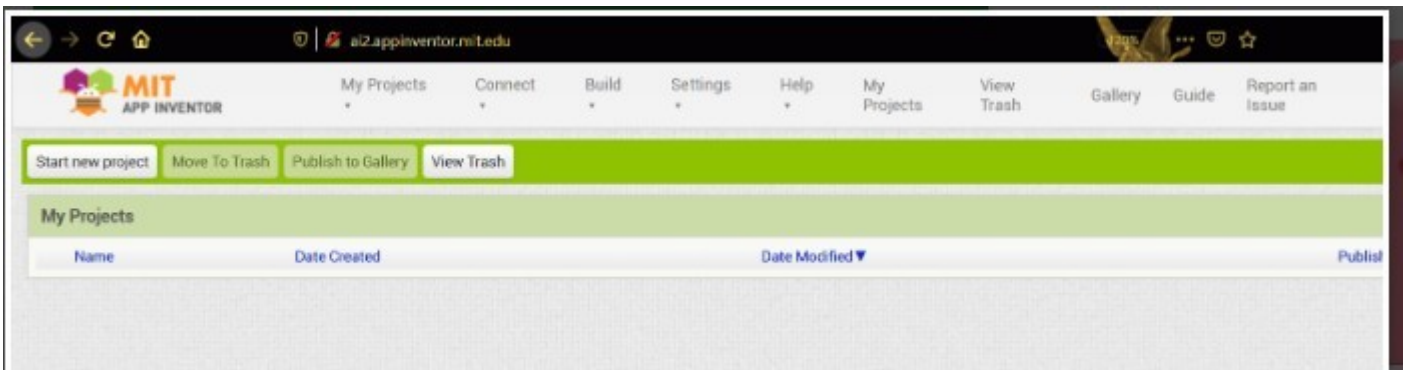 ai2.appinventor.mit.edu
120%
MIT
APP INVENTOR
My Projects
Connect
Build
Settings
Help
My
Projects
View
Trash
Gallery
Guide
Report an
Issue
Start new project
Move To Trash
Publish to Gallery
View Trash
My Projects
Name
Date Created
Date Modified▼
Publish